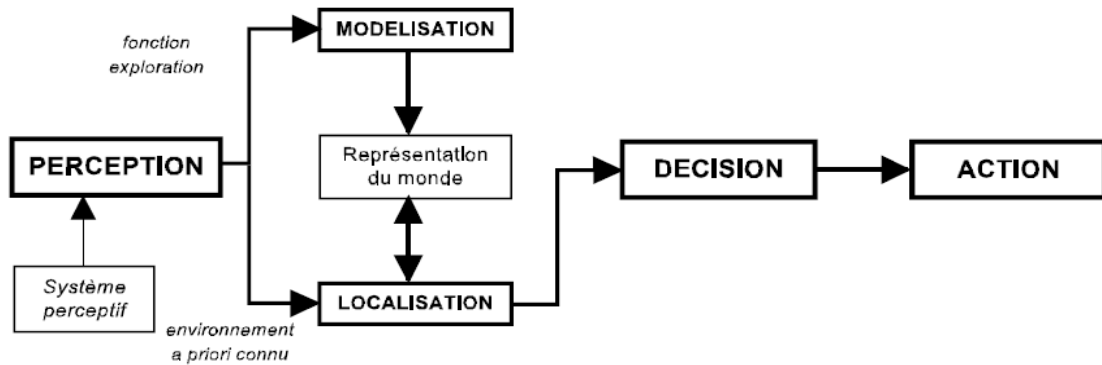 fonction
exploration
MODELISATION
PERCEPTION
Représentation
du monde
DECISION
ACTION
Système
perceptif
LOCALISATION
environnement
a priori connu